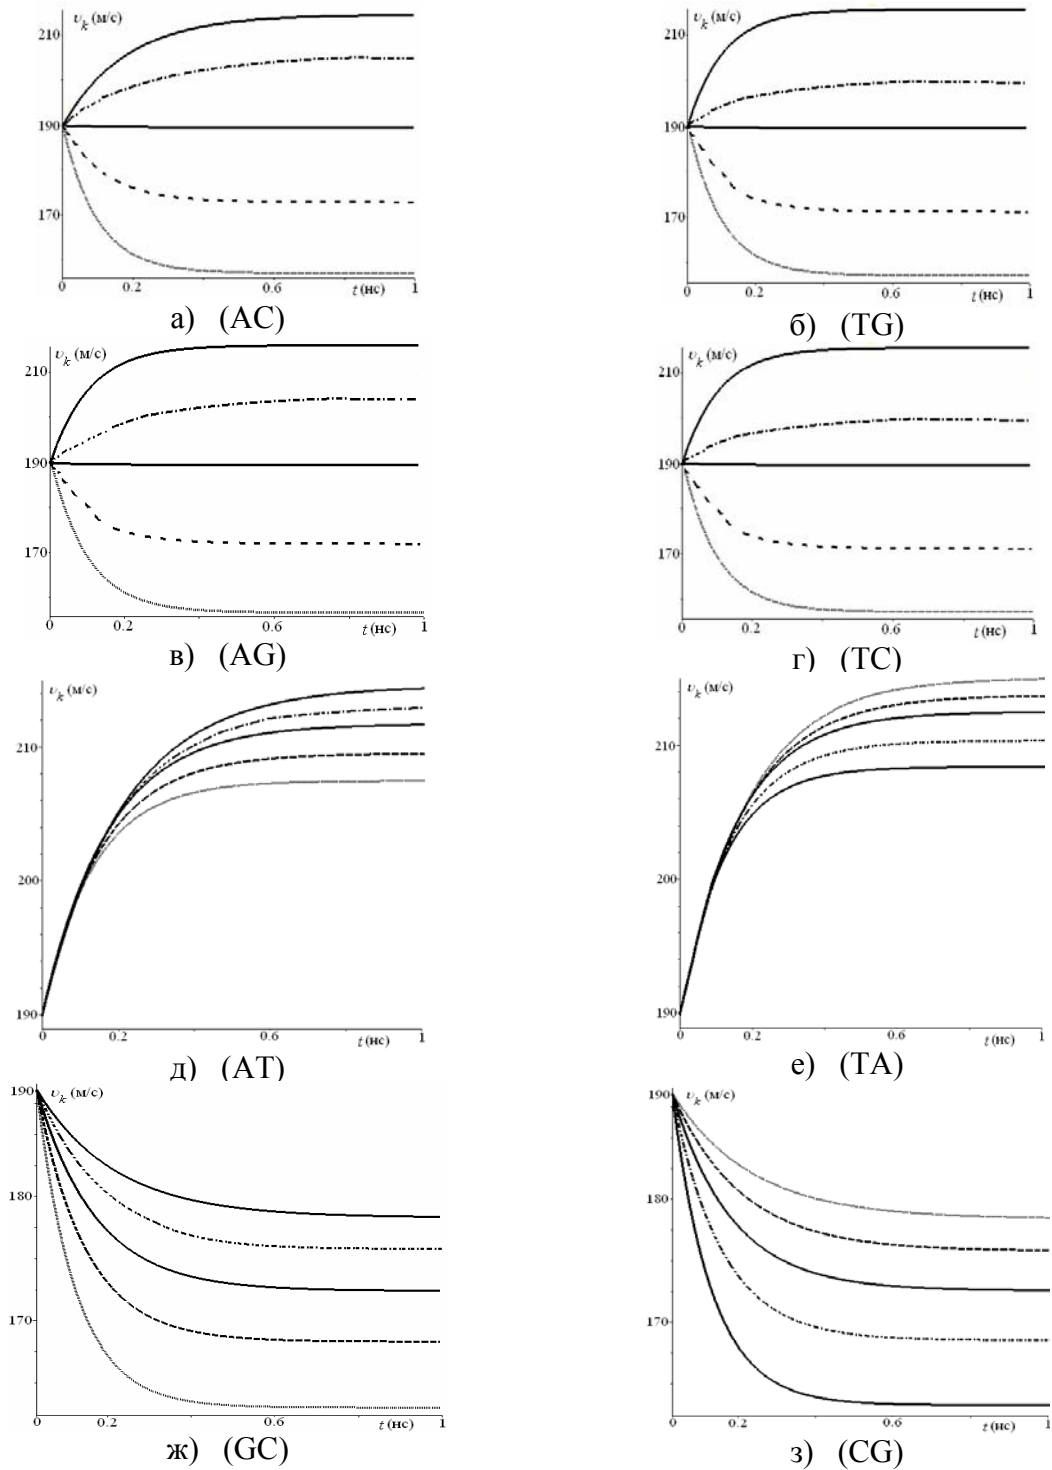 υk (м/с)
210
190
170
0 0.2 0.6 t (нс) 1
а) (AC)
υk (м/с)
210
190
170
0 0.2 0.6 t (нс) 1
б) (TG)
υk (м/с)
210
190
170
0 0.2 0.6 t (нс) 1
в) (AG)
υk (м/с)
210
190
170
0 0.2 0.6 t (нс) 1
г) (TC)
υk (м/с)
210
200
190
0 0.2 0.6 t (нс) 1
д) (AT)
υk (м/с)
210
200
190
0 0.2 0.6 t (нс) 1
е) (TA)
190 υk (м/с)
180
170
0 0.2 0.6 t (нс) 1
ж) (GC)
190 υk (м/с)
180
170
0 0.2 0.6 t (нс) 1
з) (CG)